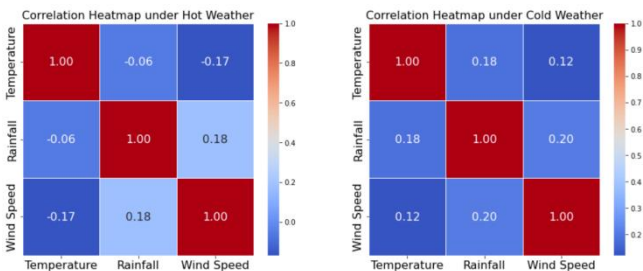 Correlation Heatmap under Hot Weather
Temperature
Rainfall
Wind Speed
1.00 -0.06 -0.17
-0.06 1.00 0.18
-0.17 0.18 1.00
Temperature Rainfall Wind Speed
1.0
0.8
0.6
0.4
0.2
0.0
Correlation Heatmap under Cold Weather
Temperature
Rainfall
Wind Speed
1.00 0.18 0.12
0.18 1.00 0.20
0.12 0.20 1.00
Temperature Rainfall Wind Speed
1.0
0.9
0.8
0.7
0.6
0.5
0.4
0.3
0.2